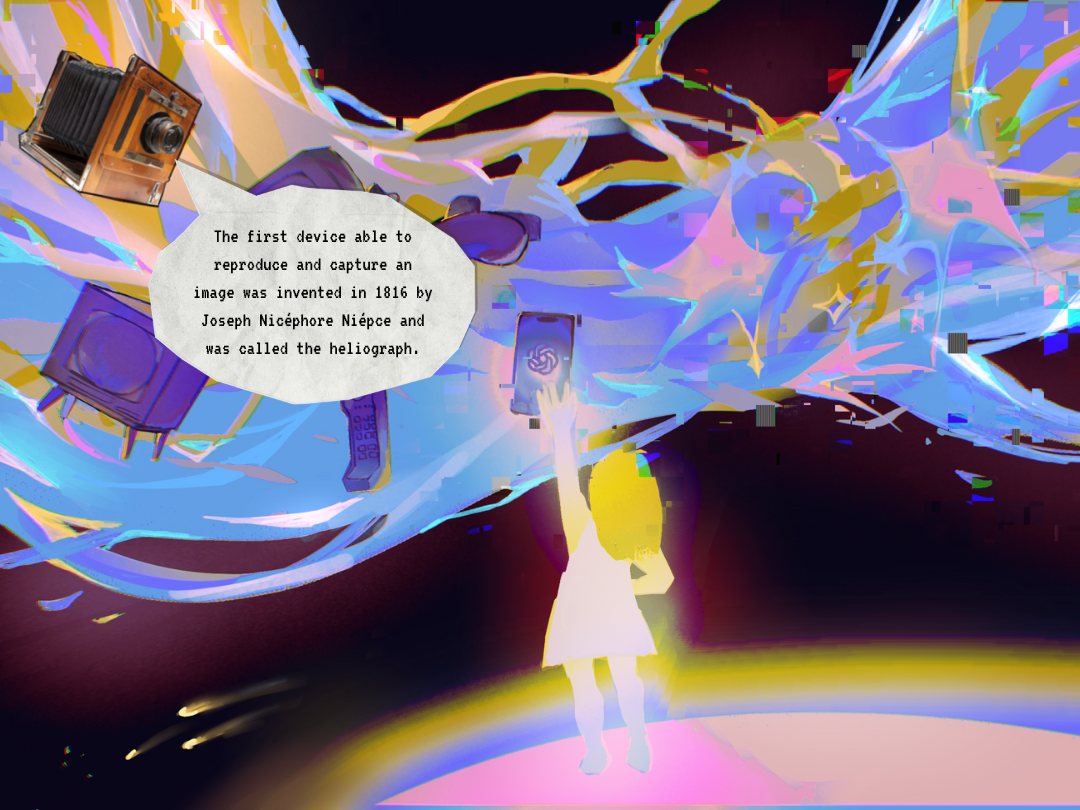 The first device able to
reproduce and capture an
image was invented in 1816 by
Joseph Nicéphore Niépce and
was called the heliograph.